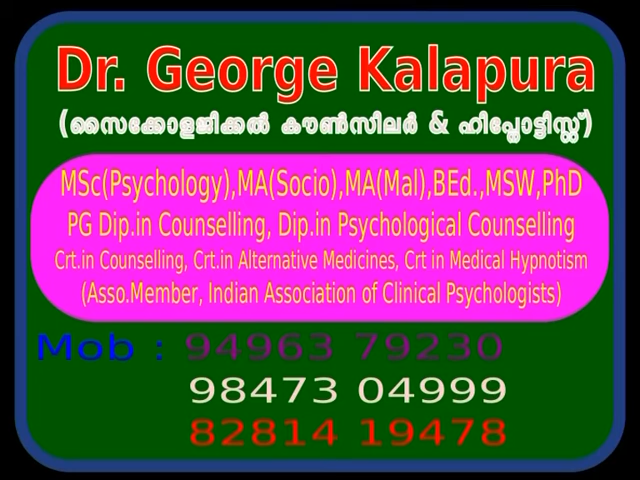 Dr. George Kalapura
(സൈക്കോളജിക്കൽ കൗൺസിലർ & ഹിപ്നോട്ടിസ്റ്റ്)
MSc(Psychology),MA(Socio),MA(Mal),BEd.,MSW,PhD
PG Dip.in Counselling, Dip.in Psychological Counselling
Crt.in Counselling, Crt.in Alternative Medicines, Crt in Medical Hypnotism
(Asso.Member, Indian Association of Clinical Psychologists)
Mob : 94963 79230
98473 04999
82814 19478